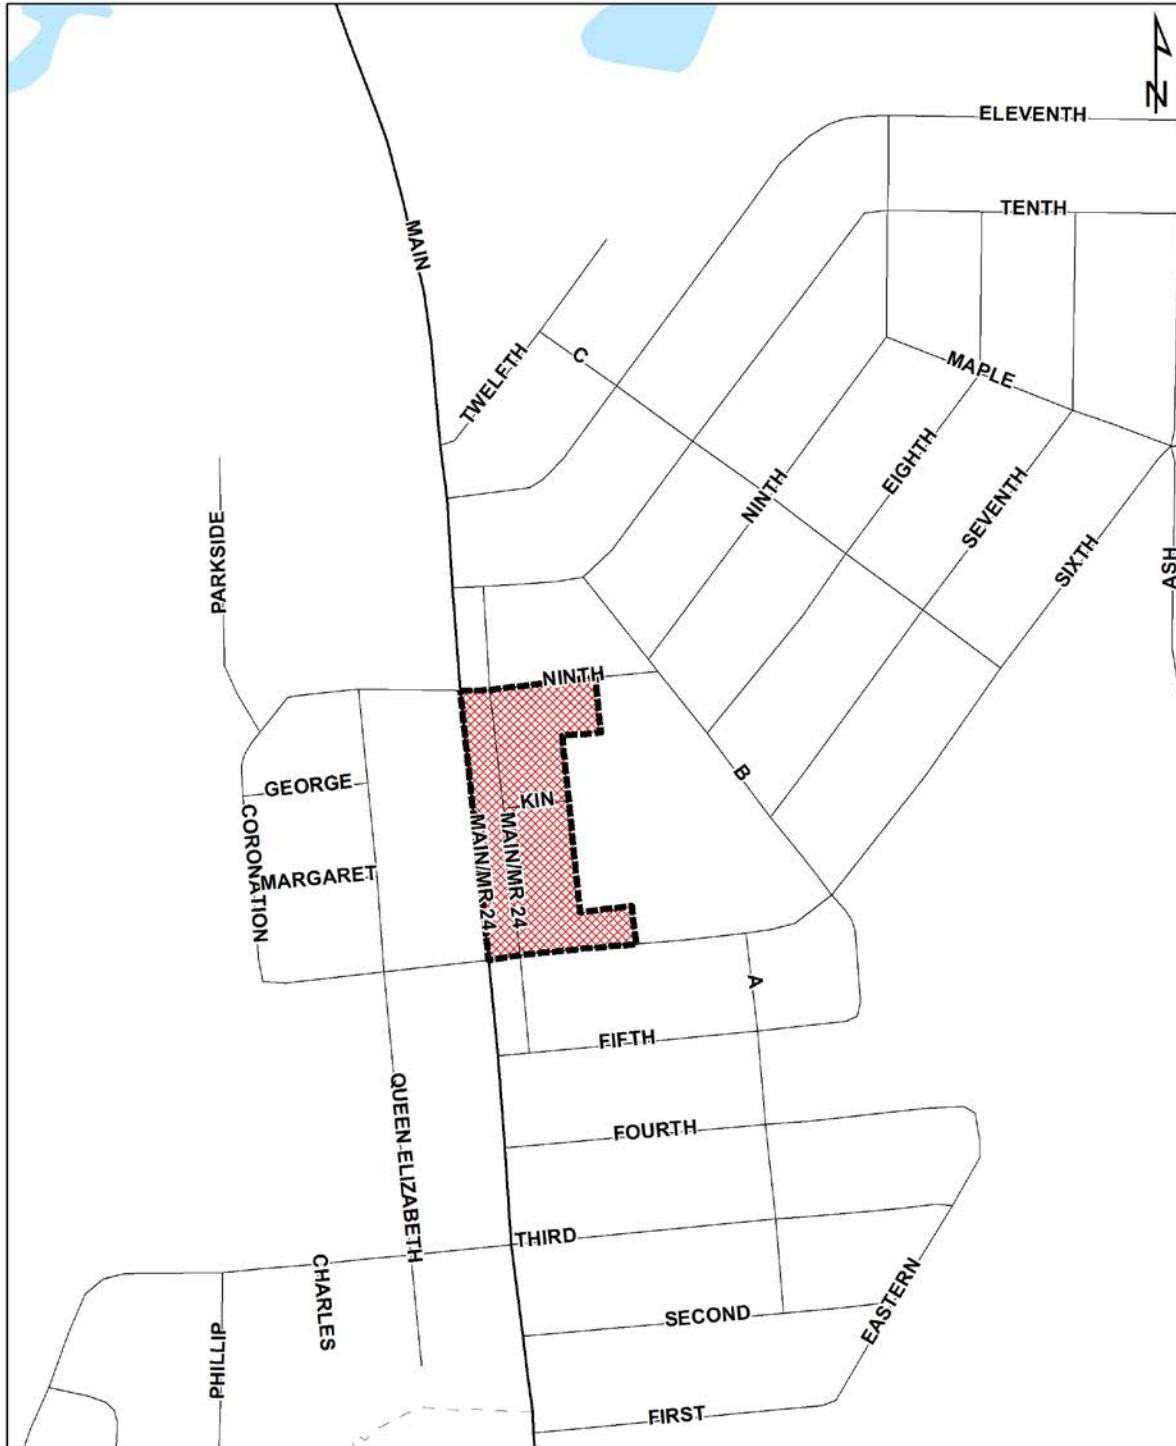 N
ELEVENTH
TENTH
MAIN
TWELFTH
C
MAPLE
NINTH
EIGHTH
SEVENTH
SIXTH
ASH
PARKSIDE
NINTH
B
GEORGE
KIN
CORONATION
MAIN/MR 24
MAIN/MR 24
MARGARET
A
FIFTH
QUEEN ELIZABETH
FOURTH
THIRD
CHARLES
SECOND
EASTERN
PHILLIP
FIRST